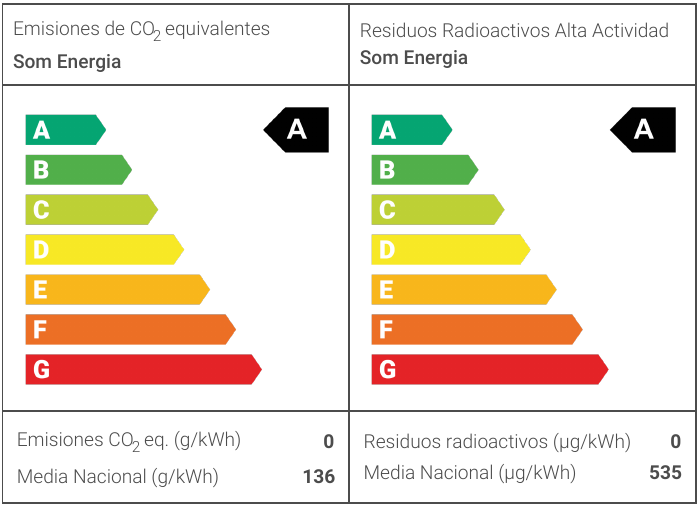 Emisiones de CO2 equivalentes
Som Energia
A
A
B
C
D
E
F
G
Emisiones CO2 eq. (g/kWh) 0
Media Nacional (g/kWh) 136
Residuos Radioactivos Alta Actividad
Som Energia
A
A
B
C
D
E
F
G
Residuos radioactivos (µg/kWh) 0
Media Nacional (µg/kWh) 535